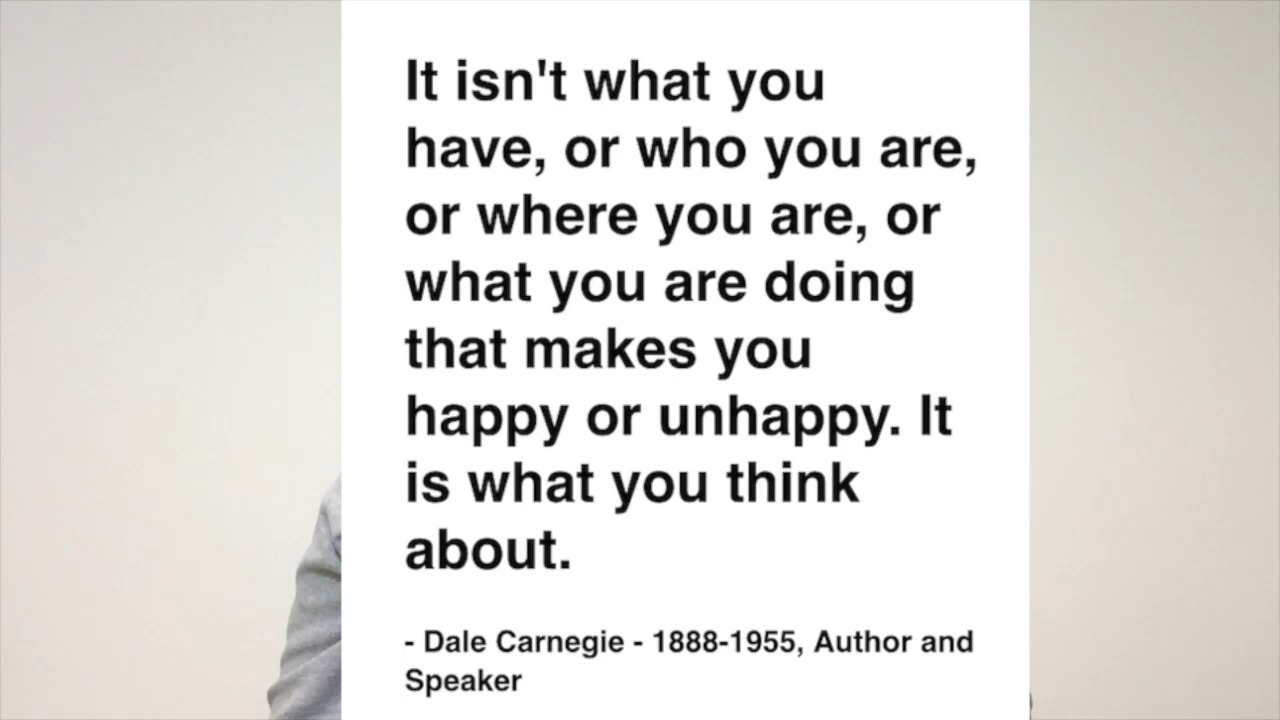 It isn't what you
have, or who you are,
or where you are, or
what you are doing
that makes you
happy or unhappy. It
is what you think
about.
- Dale Carnegie - 1888-1955, Author and
Speaker